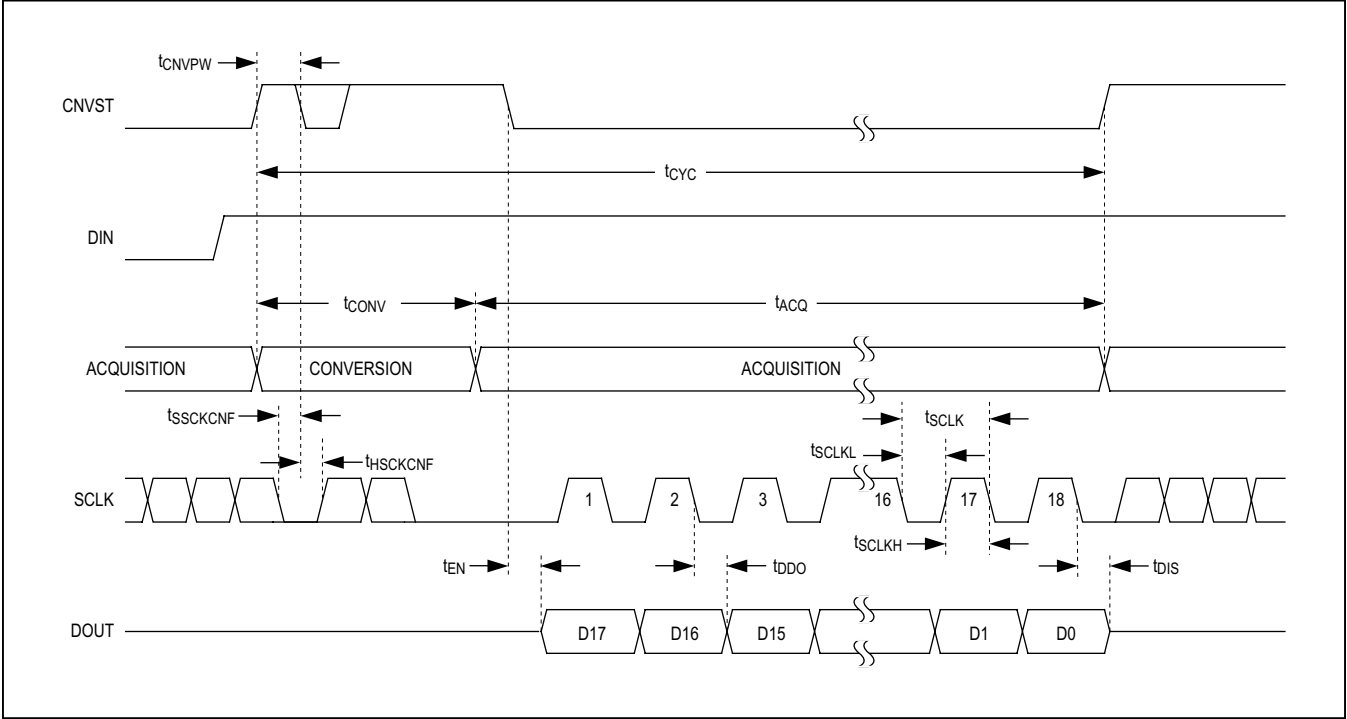 tCNVPW
CNVST
tCYC
DIN
tCONV
tACQ
ACQUISITION
CONVERSION
ACQUISITION
tSSCKCNF
tSCLK
tSCLKL
tHSCKCNF
SCLK
1
2
3
16
17
18
tSCLKH
tEN
tDDO
tDIS
DOUT
D17
D16
D15
D1
D0